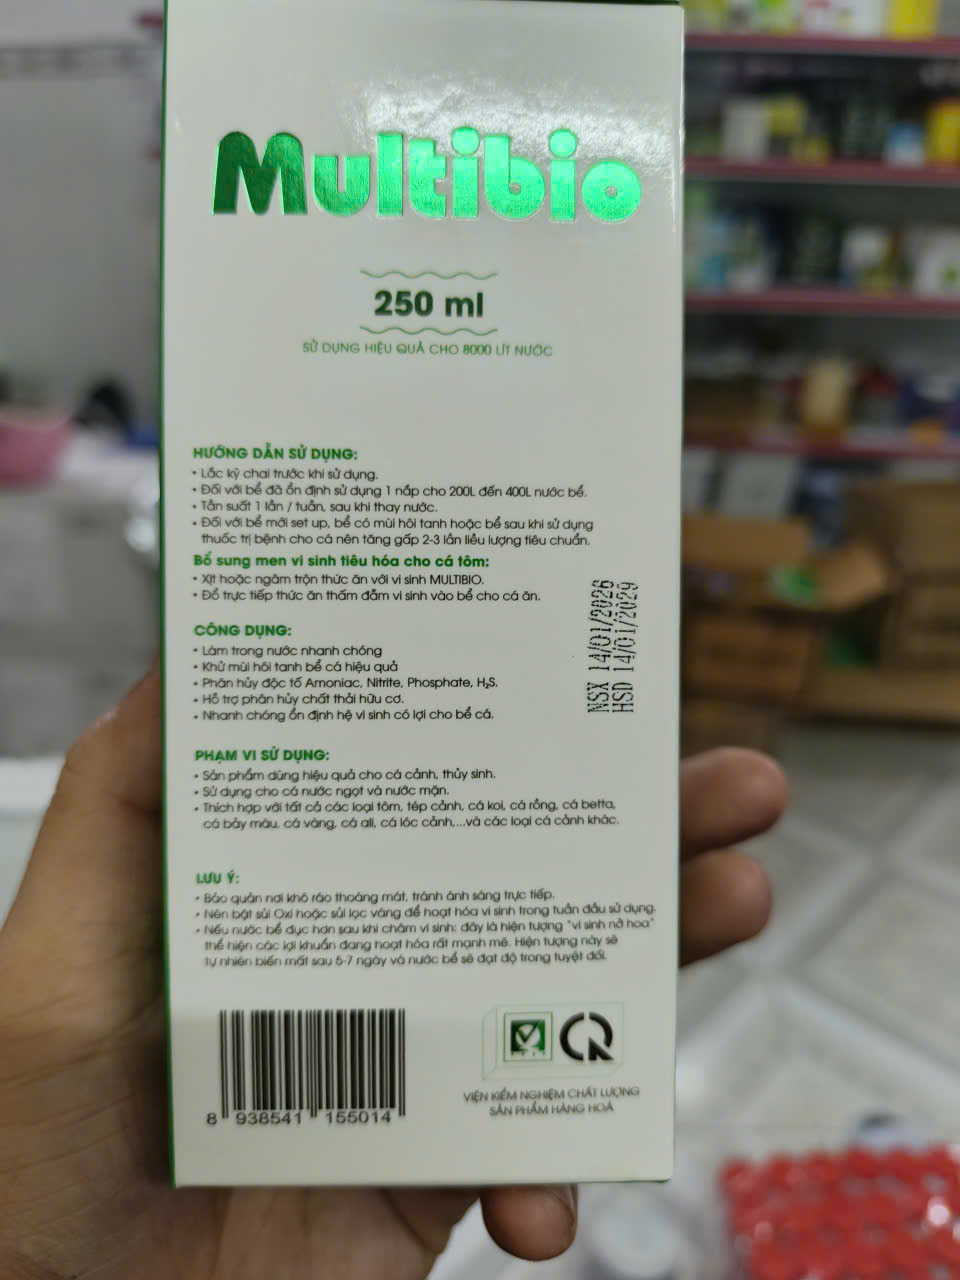 Multibio
250 ml
SỬ DỤNG HIỆU QUẢ CHO 8000 LÍT NƯỚC
HƯỚNG DẪN SỬ DỤNG:
• Lắc kỹ chai trước khi sử dụng.
• Đối với bể đã ổn định sử dụng 1 nắp cho 200L đến 400L nước bể.
• Tần suất 1 lần / tuần, sau khi thay nước.
• Đối với bể mới set up, bể có mùi hôi tanh hoặc bể sau khi sử dụng
thuốc trị bệnh cho cá nên tăng gấp 2-3 lần liều lượng tiêu chuẩn.
Bổ sung men vi sinh tiêu hóa cho cá tôm:
• Xịt hoặc ngâm trộn thức ăn với vi sinh MULTIBIO.
• Đổ trực tiếp thức ăn thấm đẫm vi sinh vào bể cho cá ăn.
NSX 14/01/2026
HSD 14/01/2029
CÔNG DỤNG:
• Làm trong nước nhanh chóng
• Khử mùi hôi tanh bể cá hiệu quả
• Phân hủy độc tố Amoniac, Nitrite, Phosphate, H₂S.
• Hỗ trợ phân hủy chất thải hữu cơ.
• Nhanh chóng ổn định hệ vi sinh có lợi cho bể cá.
PHẠM VI SỬ DỤNG:
• Sản phẩm dùng hiệu quả cho cá cảnh, thủy sinh.
• Sử dụng cho cá nước ngọt và nước mặn.
• Thích hợp với tất cả các loại tôm, tép cảnh, cá koi, cá rồng, cá betta,
cá bảy màu, cá vàng, cá ali, cá lóc cảnh,...và các loại cá cảnh khác.
LƯU Ý:
• Bảo quản nơi khô ráo thoáng mát, tránh ánh sáng trực tiếp.
• Nên bật sủi Oxi hoặc sủi lọc váng để hoạt hóa vi sinh trong tuần đầu sử dụng.
• Nếu nước bể đục hơn sau khi châm vi sinh: đây là hiện tượng "vi sinh nở hoa"
thể hiện các lợi khuẩn đang hoạt hóa rất mạnh mẽ. Hiện tượng này sẽ
tự nhiên biến mất sau 5-7 ngày và nước bể sẽ đạt độ trong tuyệt đối.
8 938541 155014
VIỆN KIỂM NGHIỆM CHẤT LƯỢNG
SẢN PHẨM HÀNG HOÁ